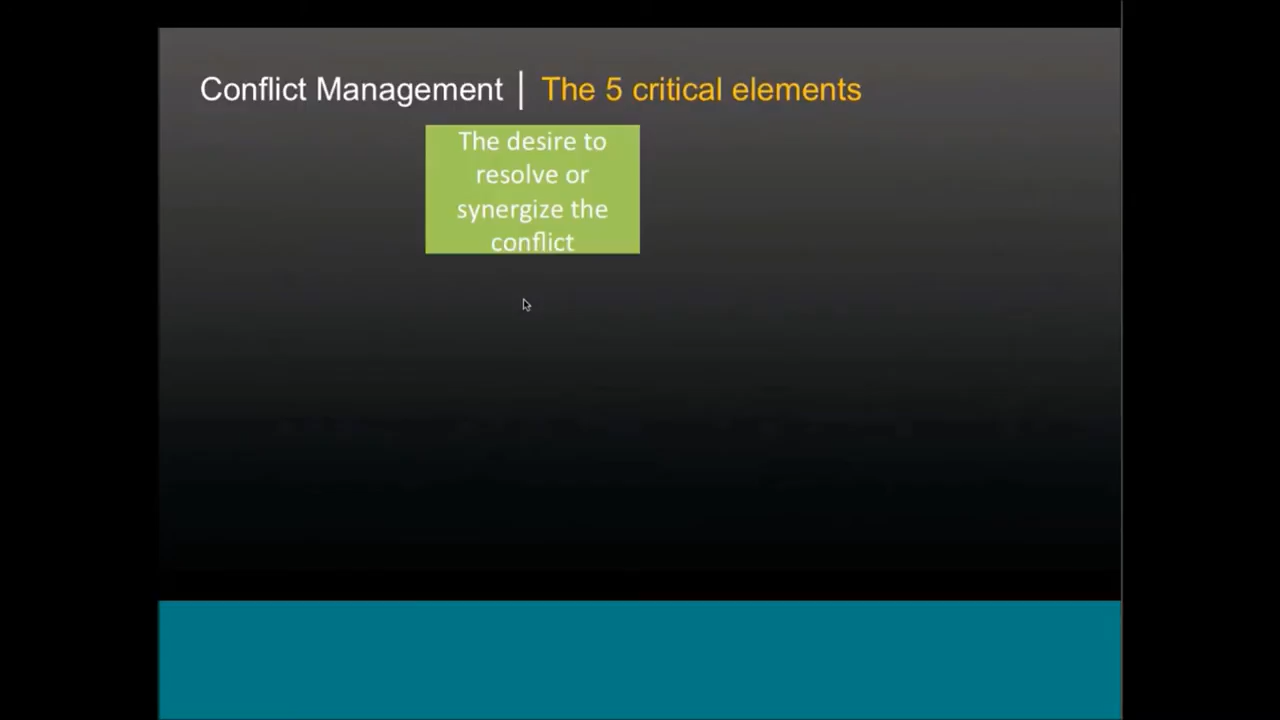 Conflict Management | The 5 critical elements
The desire to
resolve or
synergize the
conflict